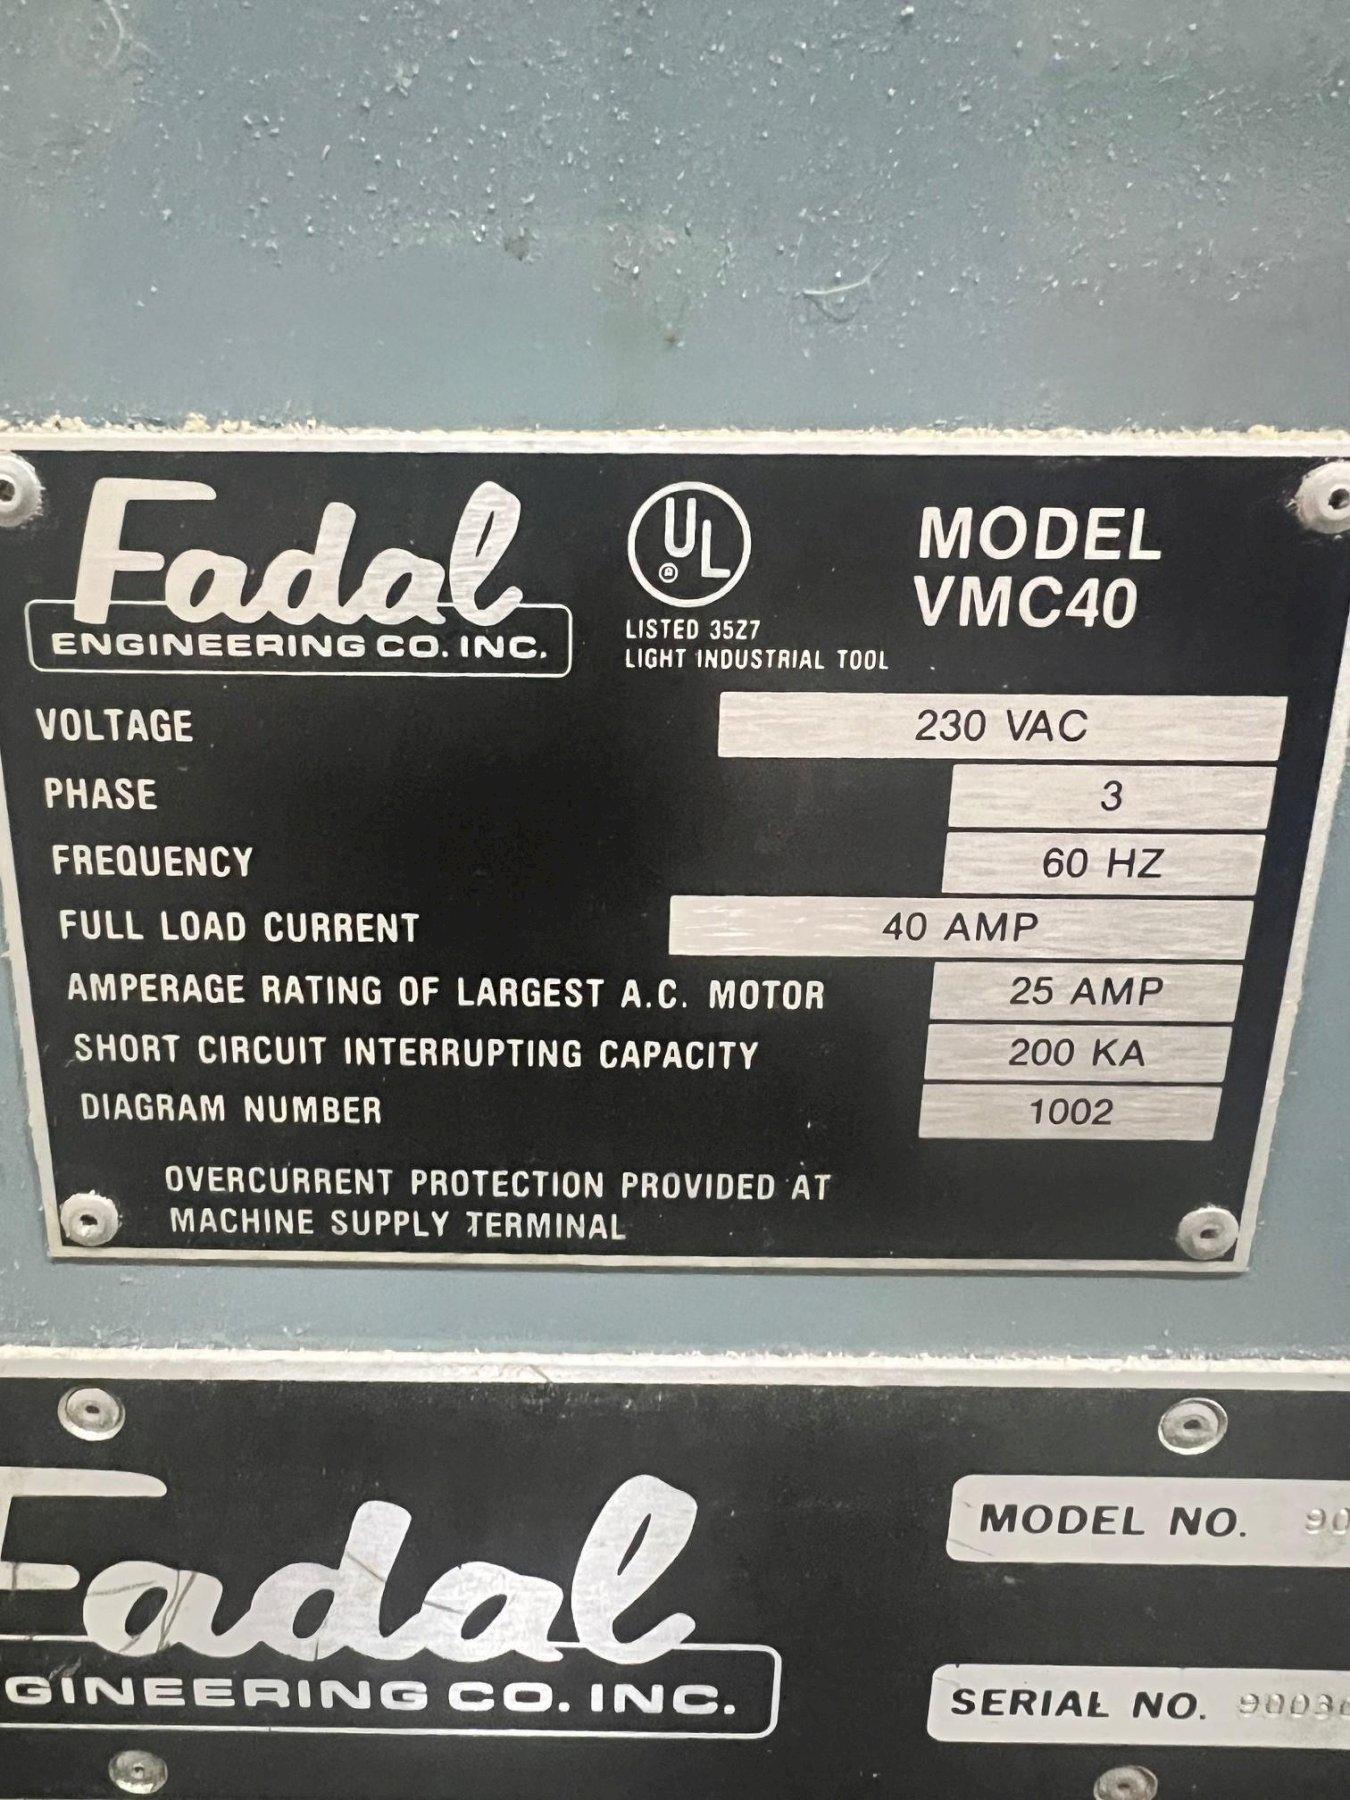 Fadal
ENGINEERING CO. INC.
UL
®
LISTED 35Z7
LIGHT INDUSTRIAL TOOL
MODEL
VMC40
VOLTAGE 230 VAC
PHASE 3
FREQUENCY 60 HZ
FULL LOAD CURRENT 40 AMP
AMPERAGE RATING OF LARGEST A.C. MOTOR 25 AMP
SHORT CIRCUIT INTERRUPTING CAPACITY 200 KA
DIAGRAM NUMBER 1002
OVERCURRENT PROTECTION PROVIDED AT
MACHINE SUPPLY TERMINAL
Fadal
GINEERING CO. INC.
MODEL NO. 90
SERIAL NO.